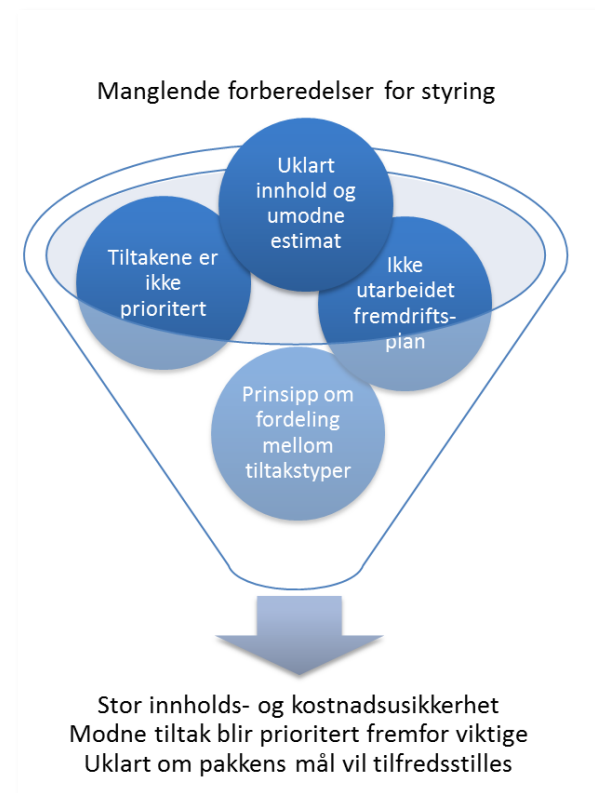 Manglende forberedelser for styring
Uklart
innhold og
umodne
estimat
Tiltakene er
ikke
prioritert
Ikke
utarbeidet
fremdrifts-
plan
Prinsipp om
fordeling
mellom
tiltakstyper
Stor innholds- og kostnadsusikkerhet
Modne tiltak blir prioritert fremfor viktige
Uklart om pakkens mål vil tilfredsstilles